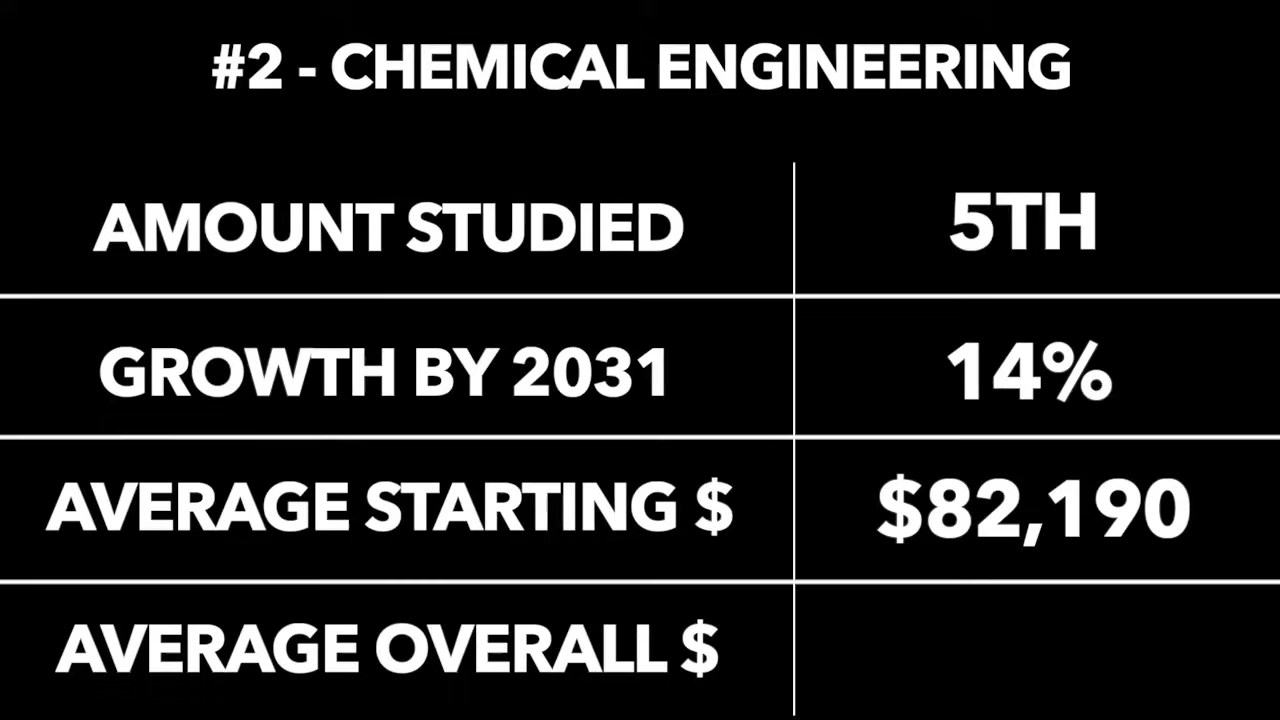 #2 - CHEMICAL ENGINEERING
AMOUNT STUDIED 5TH
GROWTH BY 2031 14%
AVERAGE STARTING $ $82,190
AVERAGE OVERALL $